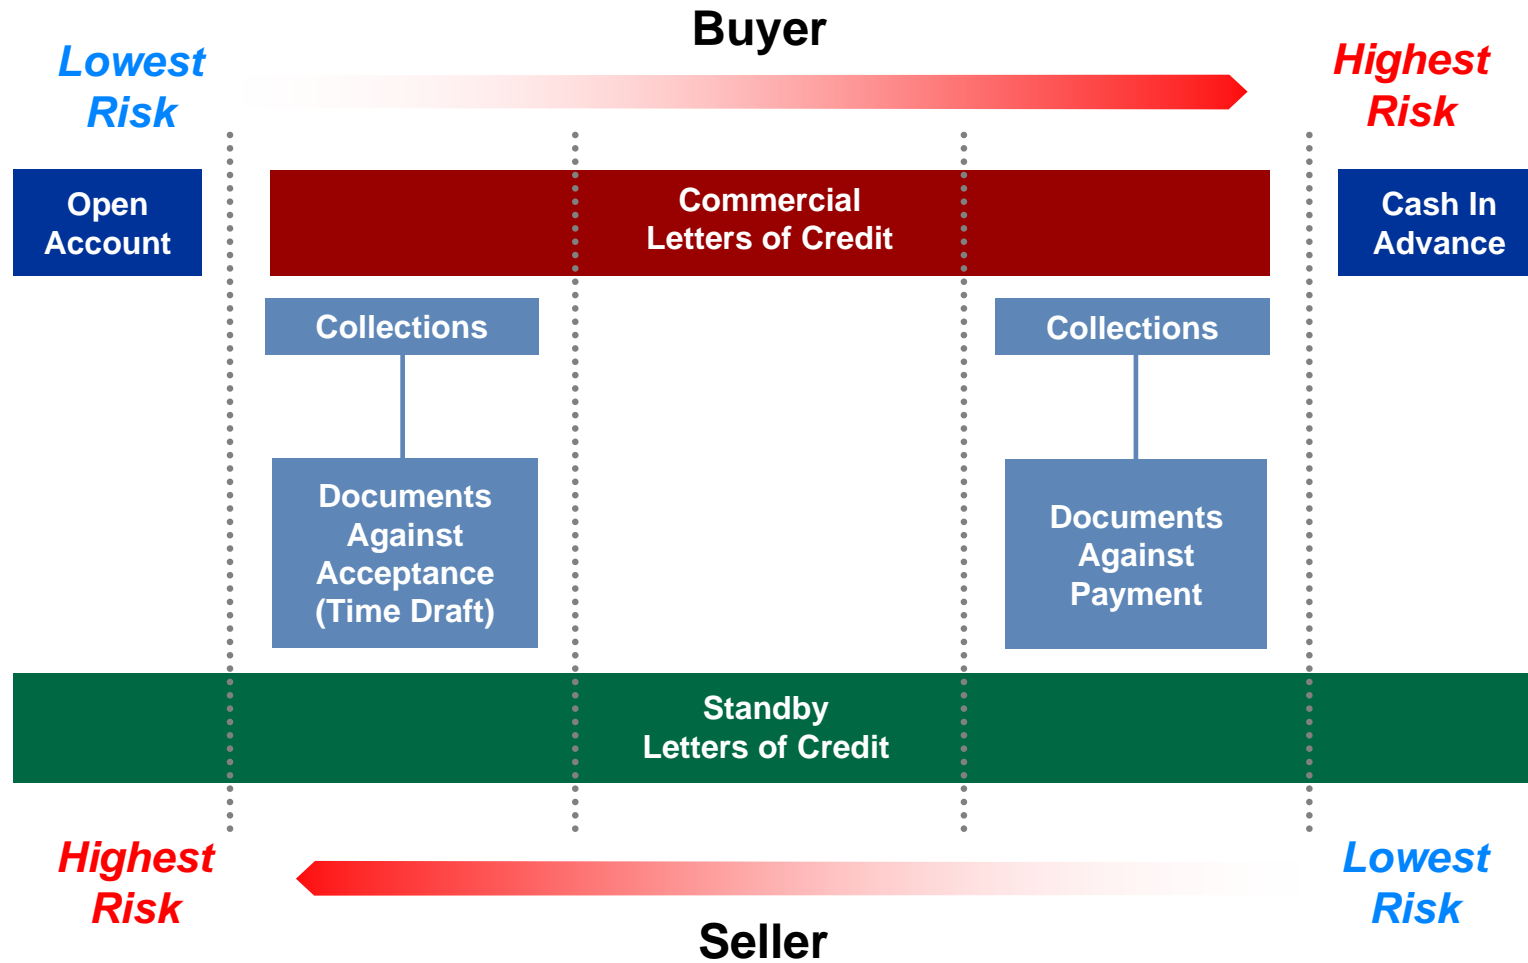 Buyer
Lowest
Risk
Highest
Risk
Open
Account
Commercial
Letters of Credit
Cash In
Advance
Collections
Collections
Documents
Against
Acceptance
(Time Draft)
Documents
Against
Payment
Standby
Letters of Credit
Highest
Risk
Lowest
Risk
Seller